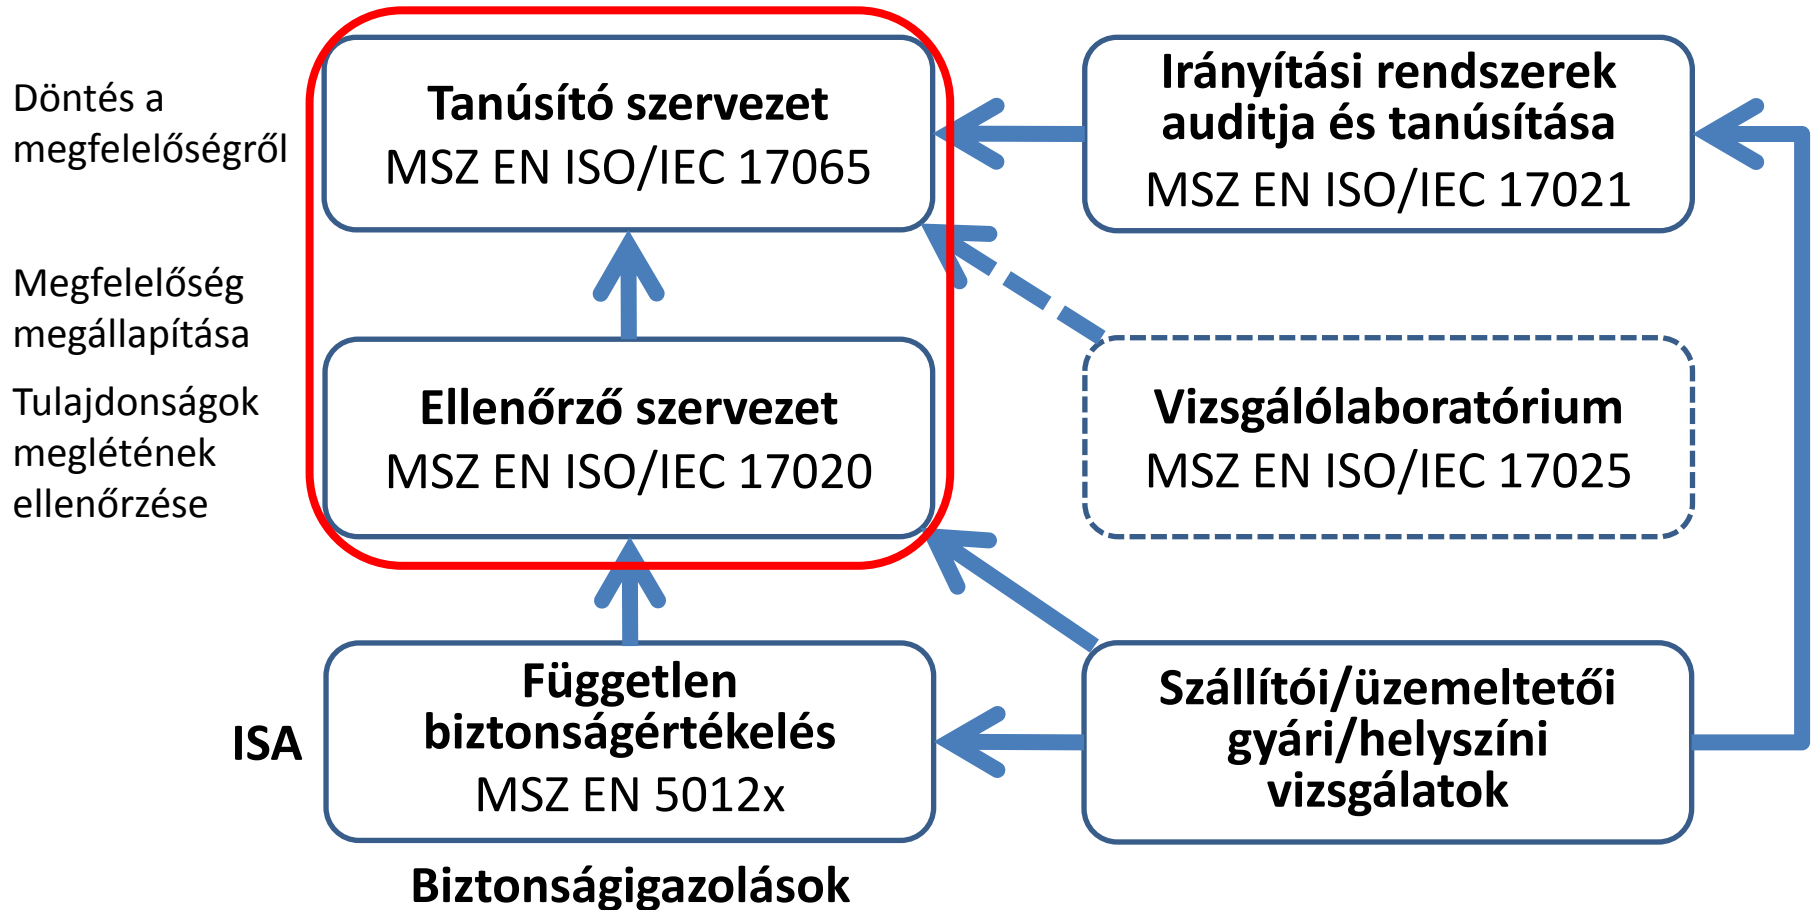 Döntés a
megfelelőségről
Tanúsító szervezet
MSZ EN ISO/IEC 17065
Irányítási rendszerek
auditja és tanúsítása
MSZ EN ISO/IEC 17021
Megfelelőség
megállapítása
Tulajdonságok
meglétének
ellenőrzése
Ellenőrző szervezet
MSZ EN ISO/IEC 17020
Vizsgálólaboratórium
MSZ EN ISO/IEC 17025
ISA
Független
biztonságértékelés
MSZ EN 5012x
Szállítói/üzemeltetői
gyári/helyszíni
vizsgálatok
Biztonságigazolások